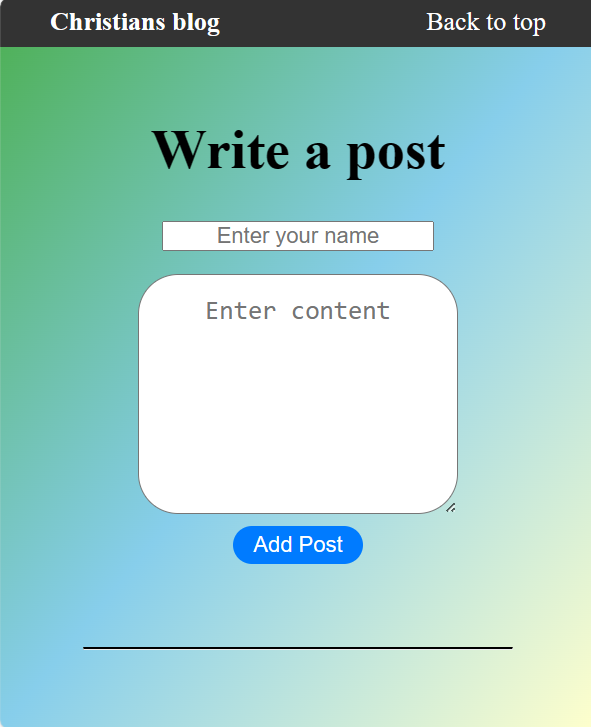 Christians blog Back to top
Write a post
Enter your name
Enter content
Add Post